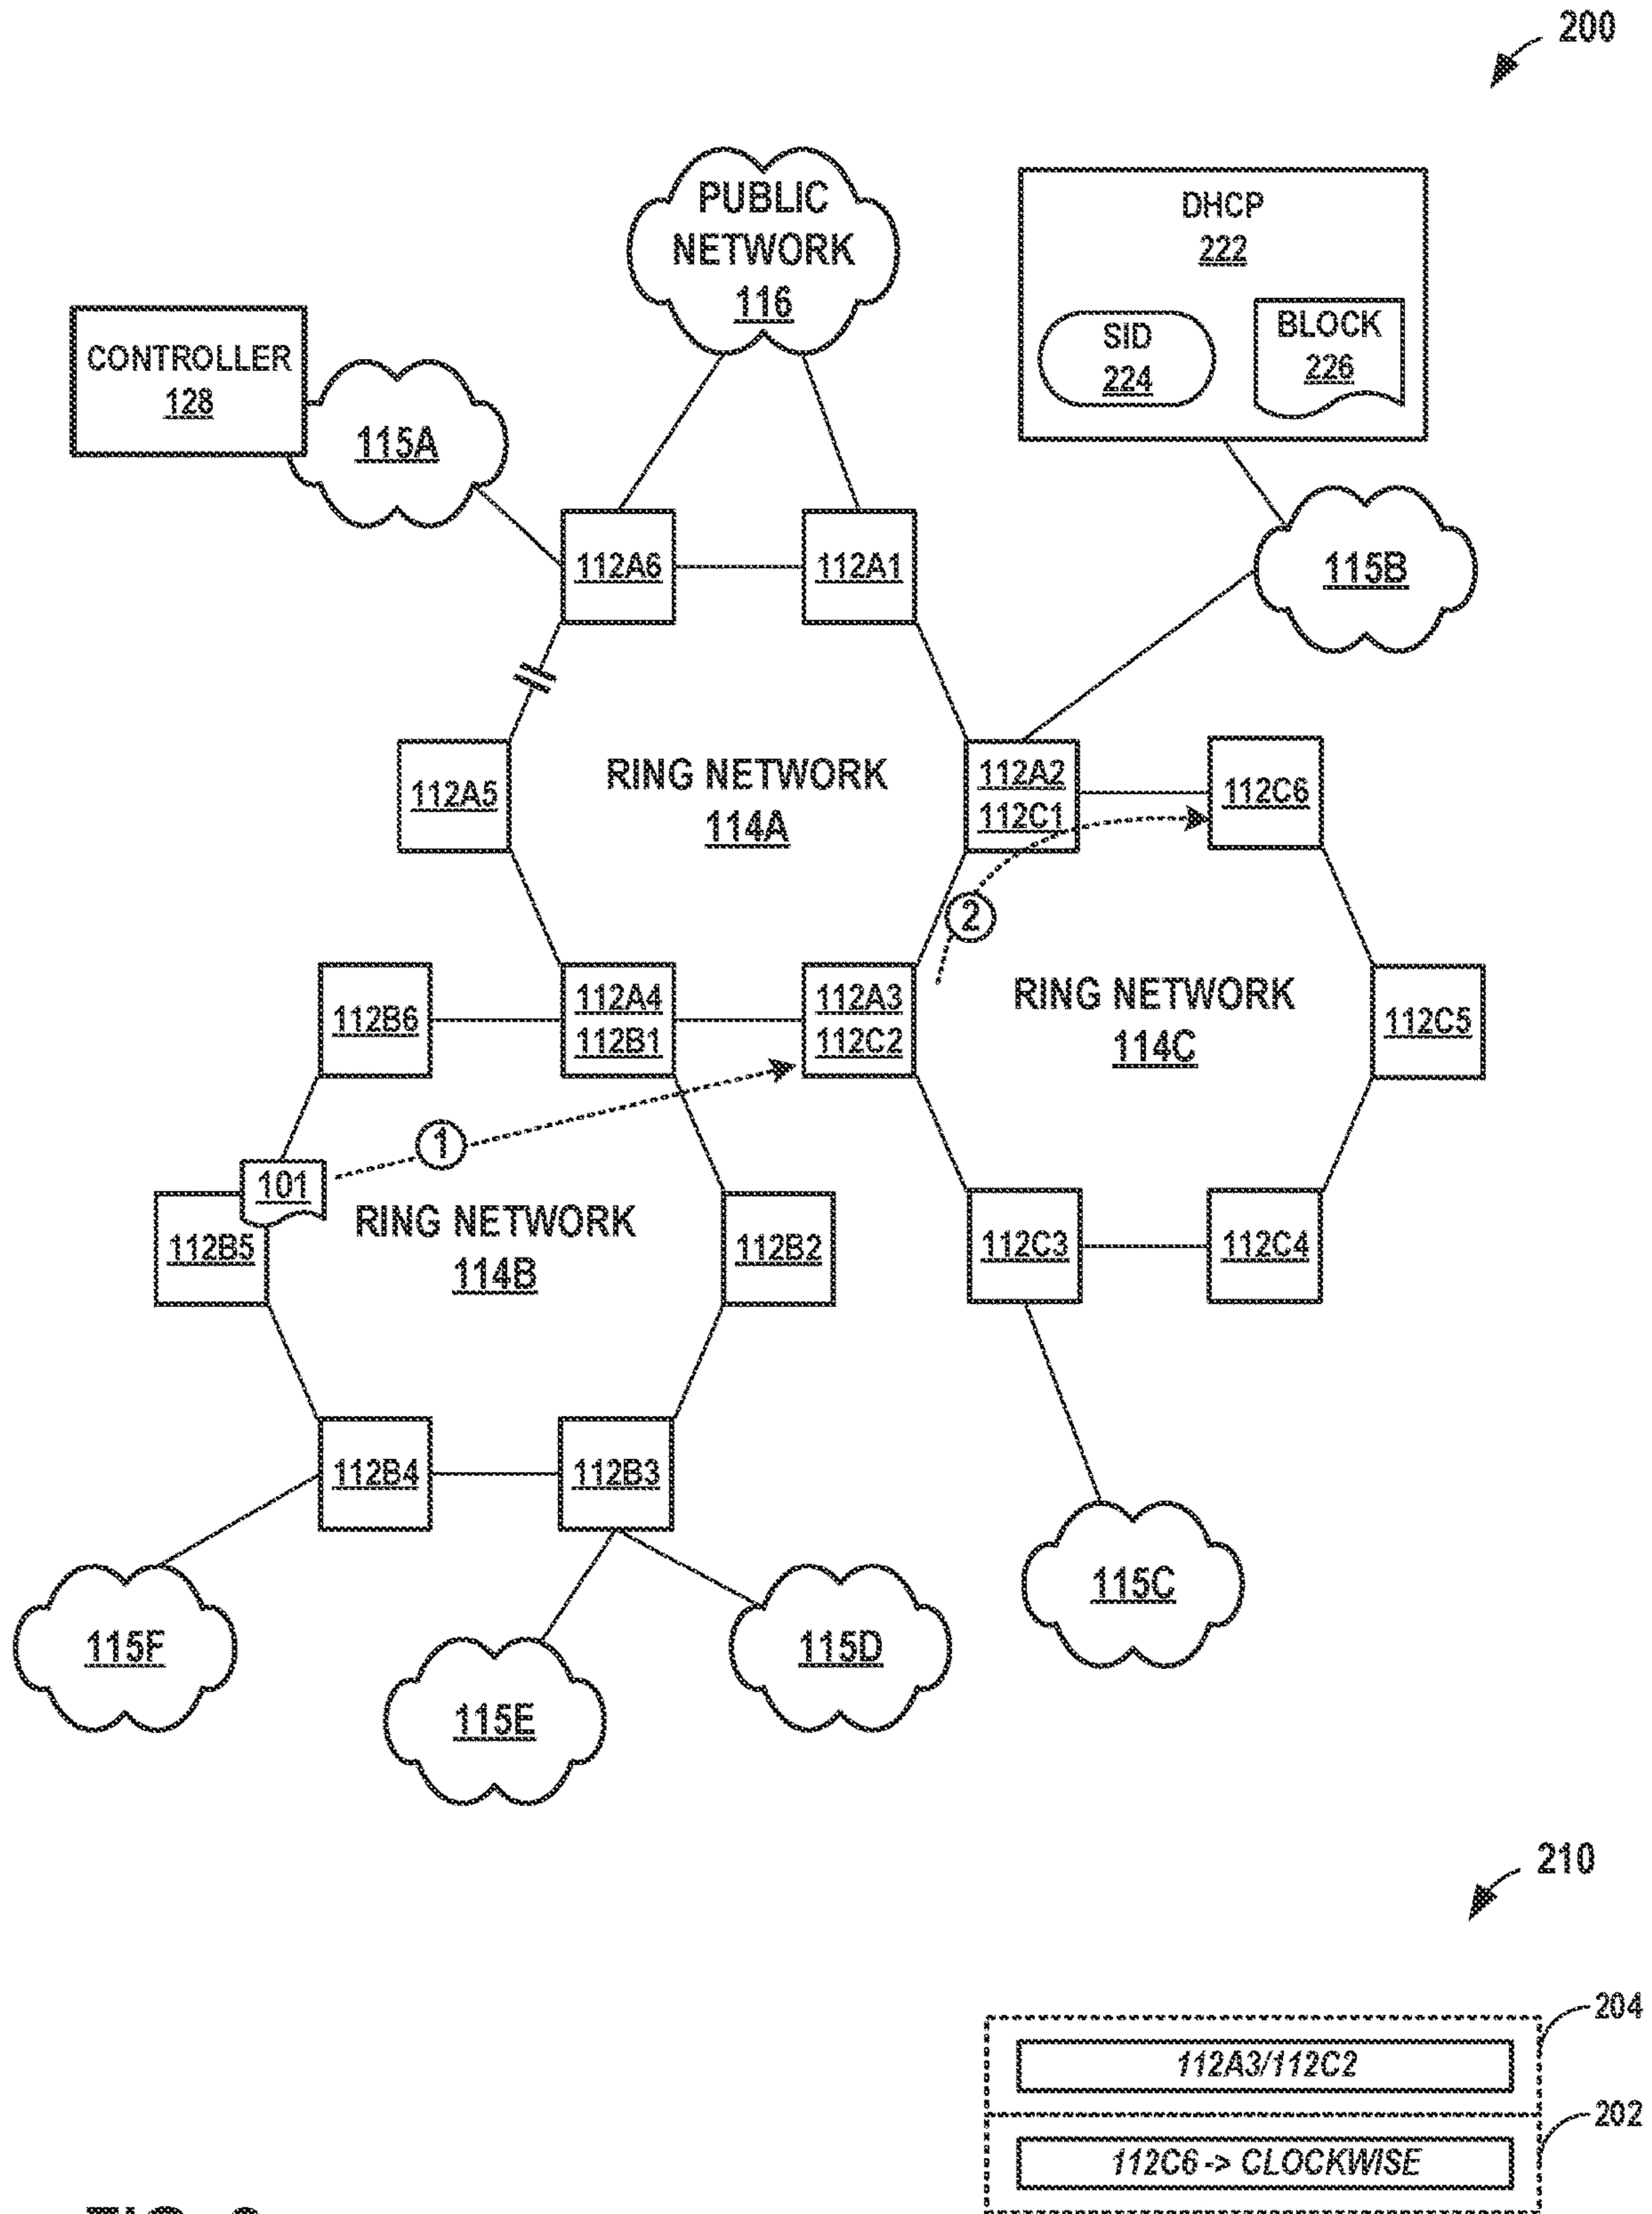 200
PUBLIC
NETWORK
116
DHCP
222
SID
224
BLOCK
226
CONTROLLER
128
115A
115B
112A6
112A1
112A5
RING NETWORK
114A
112A2
112C1
112C6
2
112B6
112A4
112B1
112A3
112C2
RING NETWORK
114C
112C5
1
101
112B5
RING NETWORK
114B
112B2
112C3
112C4
112B4
112B3
115F
115E
115D
115C
210
204
112A3/112C2
202
112C6 -> CLOCKWISE